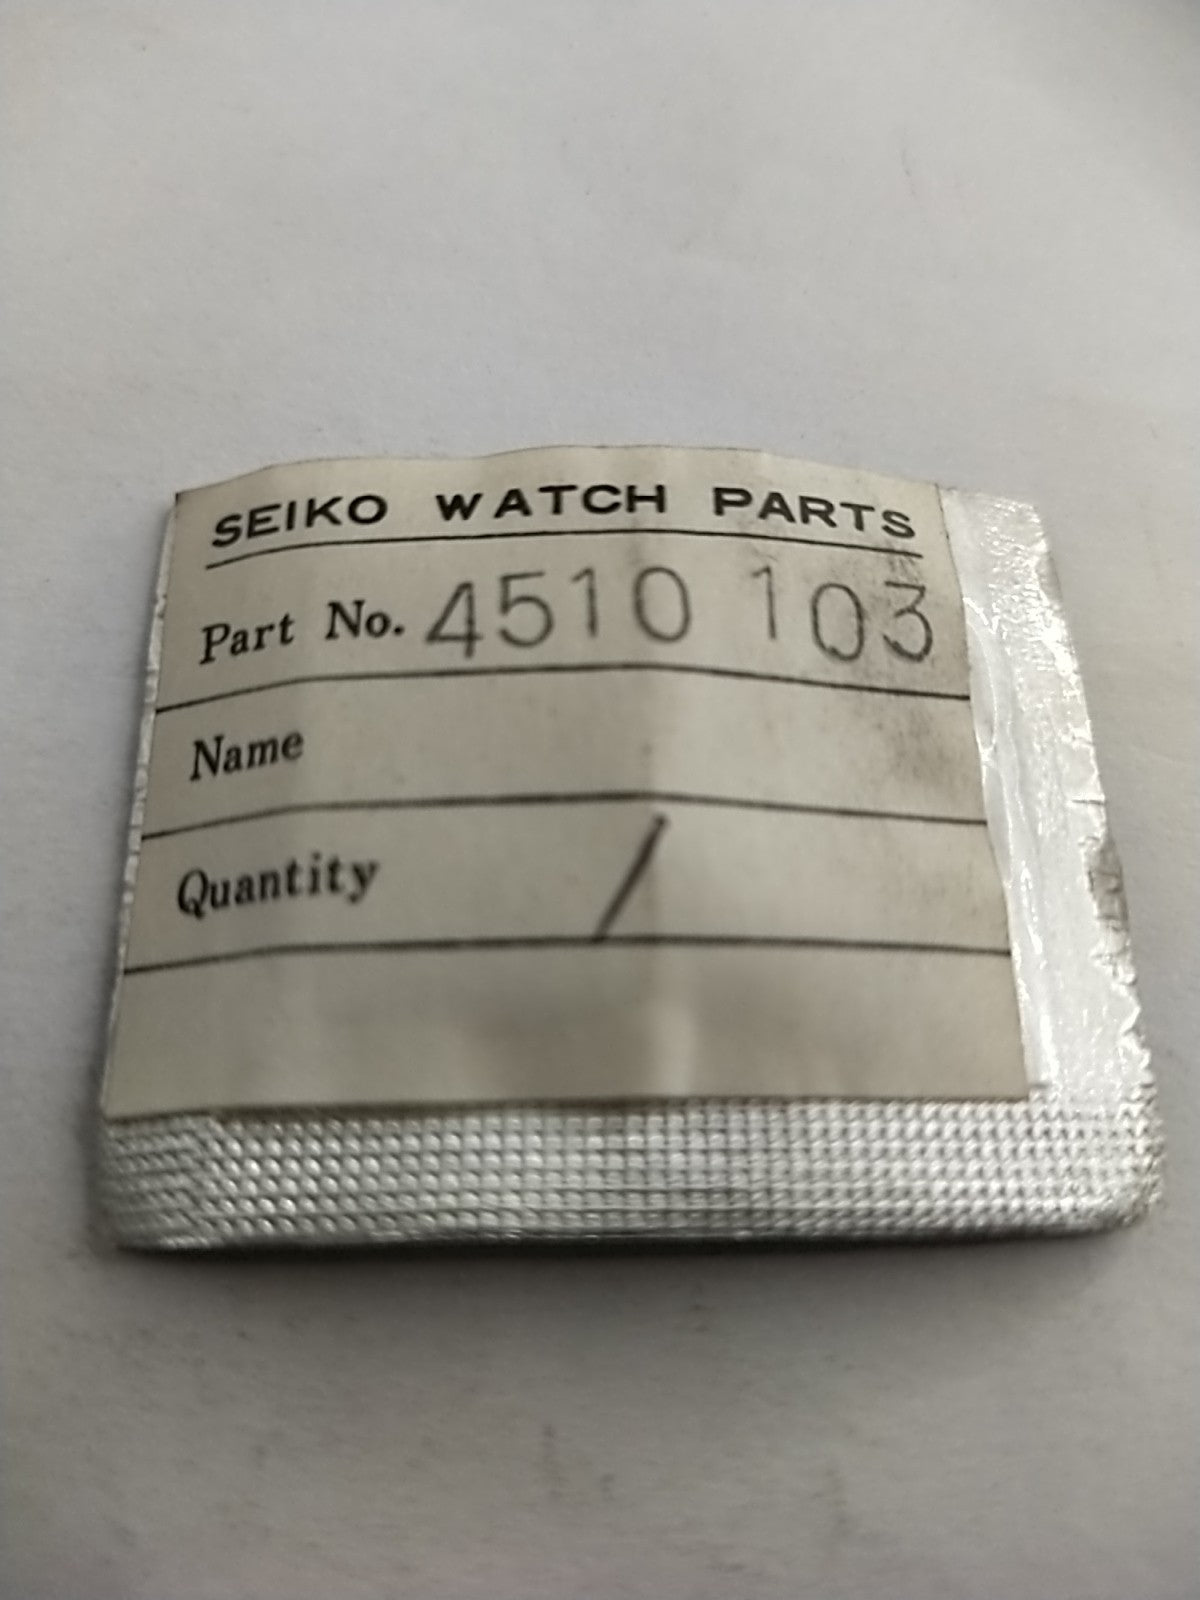 SEIKO WATCH PARTS
Part No. 4510 103
Name
Quantity /